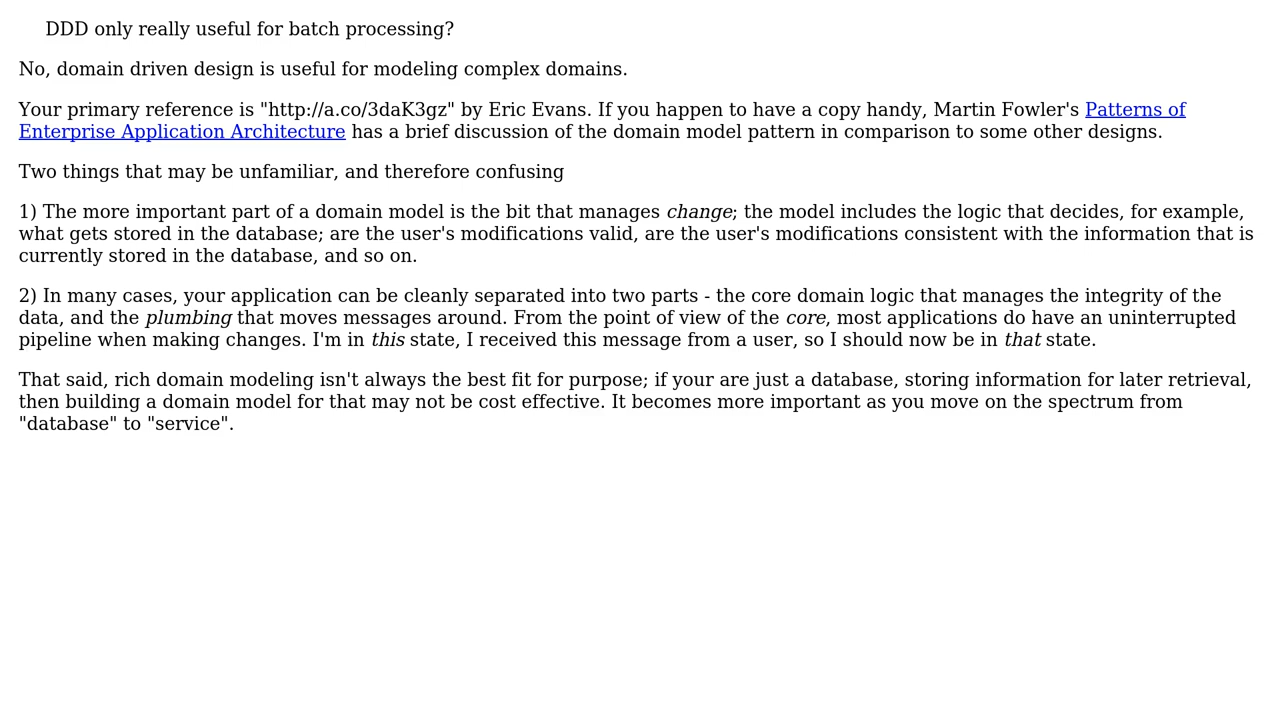 DDD only really useful for batch processing?
No, domain driven design is useful for modeling complex domains.
Your primary reference is "http://a.co/3daK3gz" by Eric Evans. If you happen to have a copy handy, Martin Fowler's Patterns of
Enterprise Application Architecture has a brief discussion of the domain model pattern in comparison to some other designs.
Two things that may be unfamiliar, and therefore confusing
1) The more important part of a domain model is the bit that manages change; the model includes the logic that decides, for example,
what gets stored in the database; are the user's modifications valid, are the user's modifications consistent with the information that is
currently stored in the database, and so on.
2) In many cases, your application can be cleanly separated into two parts - the core domain logic that manages the integrity of the
data, and the plumbing that moves messages around. From the point of view of the core, most applications do have an uninterrupted
pipeline when making changes. I'm in this state, I received this message from a user, so I should now be in that state.
That said, rich domain modeling isn't always the best fit for purpose; if your are just a database, storing information for later retrieval,
then building a domain model for that may not be cost effective. It becomes more important as you move on the spectrum from
"database" to "service".